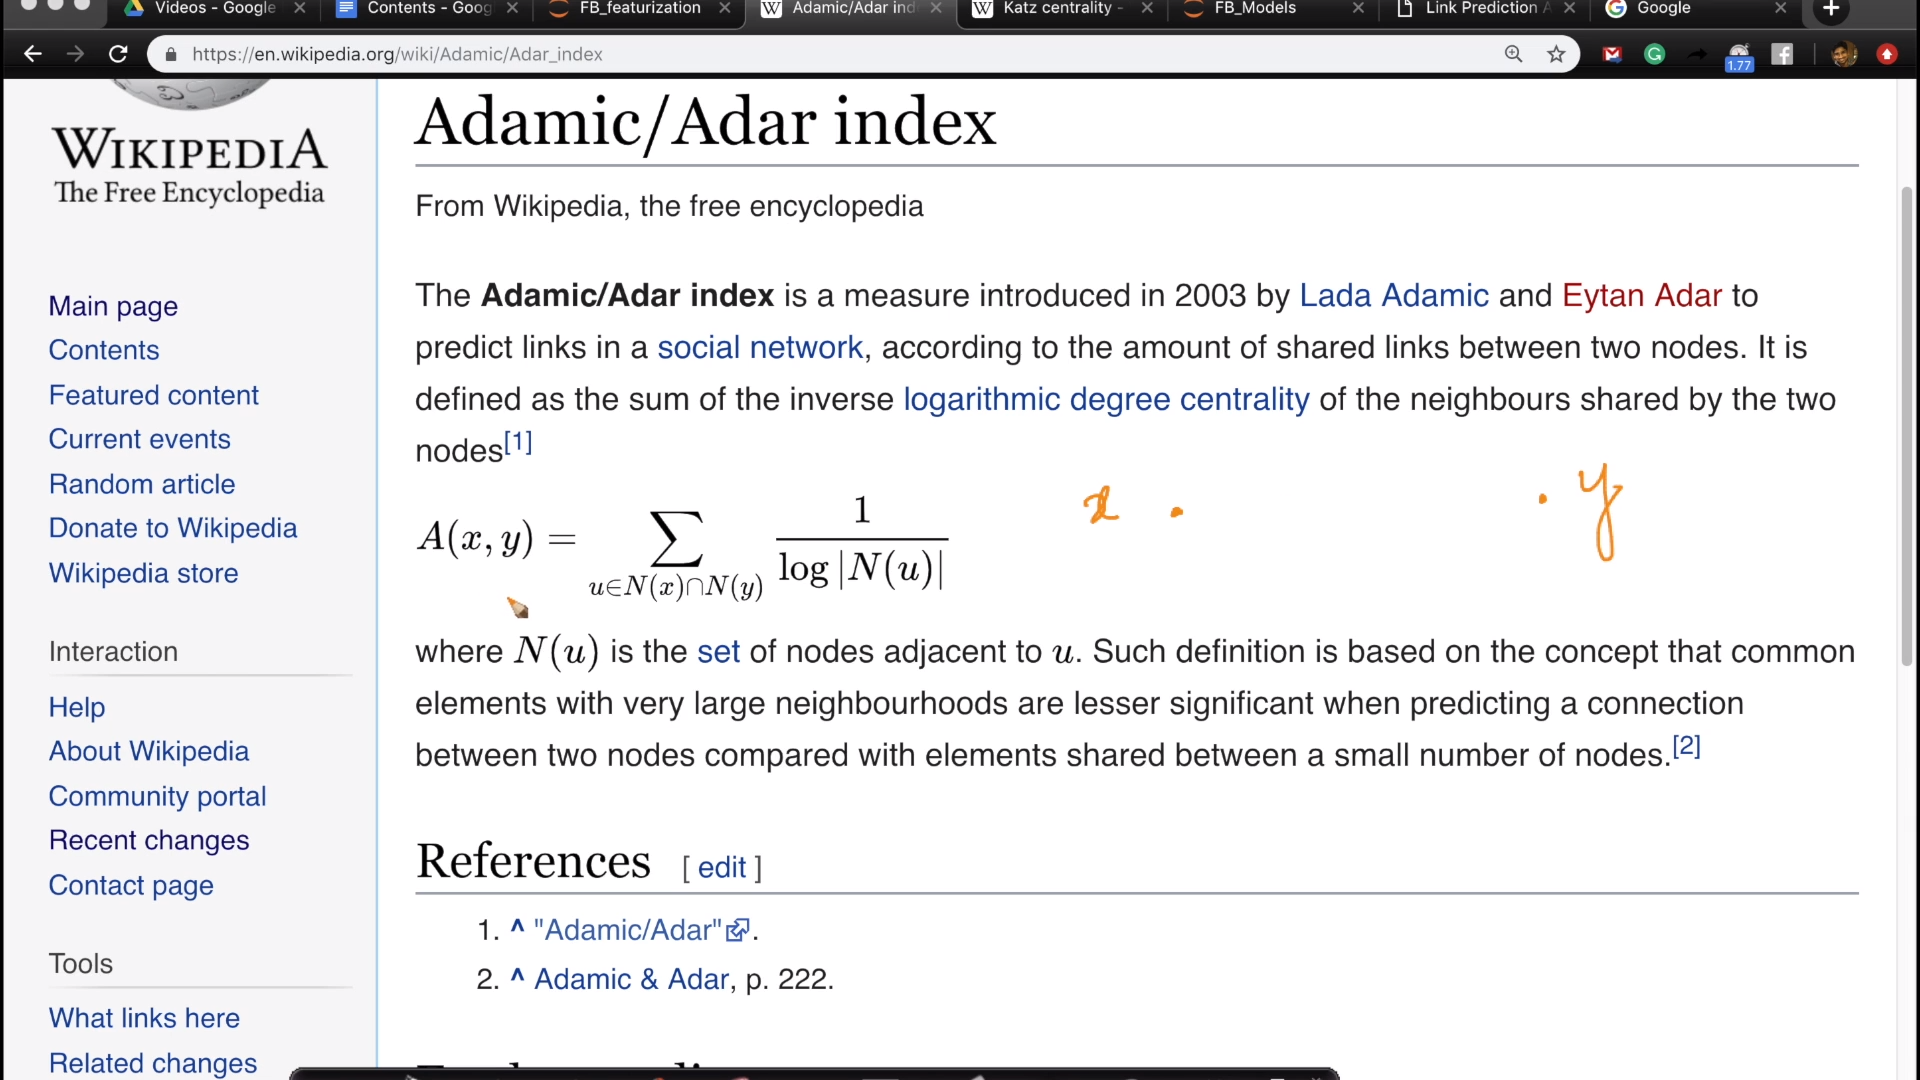 Videos - Google
Contents - Goog
FB_featurization
Adamic/Adar ind
Katz centrality -
FB_Models
Link Prediction A
Google
https://en.wikipedia.org/wiki/Adamic/Adar_index
1.77
WIKIPEDIA
The Free Encyclopedia
Main page
Contents
Featured content
Current events
Random article
Donate to Wikipedia
Wikipedia store
Interaction
Help
About Wikipedia
Community portal
Recent changes
Contact page
Tools
What links here
Related changes
Adamic/Adar index
From Wikipedia, the free encyclopedia
The Adamic/Adar index is a measure introduced in 2003 by Lada Adamic and Eytan Adar to
predict links in a social network, according to the amount of shared links between two nodes. It is
defined as the sum of the inverse logarithmic degree centrality of the neighbours shared by the two
nodes[1]
A(x, y) = ∑ u∈N(x)∩N(y) 1 / log |N(u)|
x . . y
where N(u) is the set of nodes adjacent to u. Such definition is based on the concept that common
elements with very large neighbourhoods are lesser significant when predicting a connection
between two nodes compared with elements shared between a small number of nodes.[2]
References [ edit ]
1. ^ "Adamic/Adar".
2. ^ Adamic & Adar, p. 222.